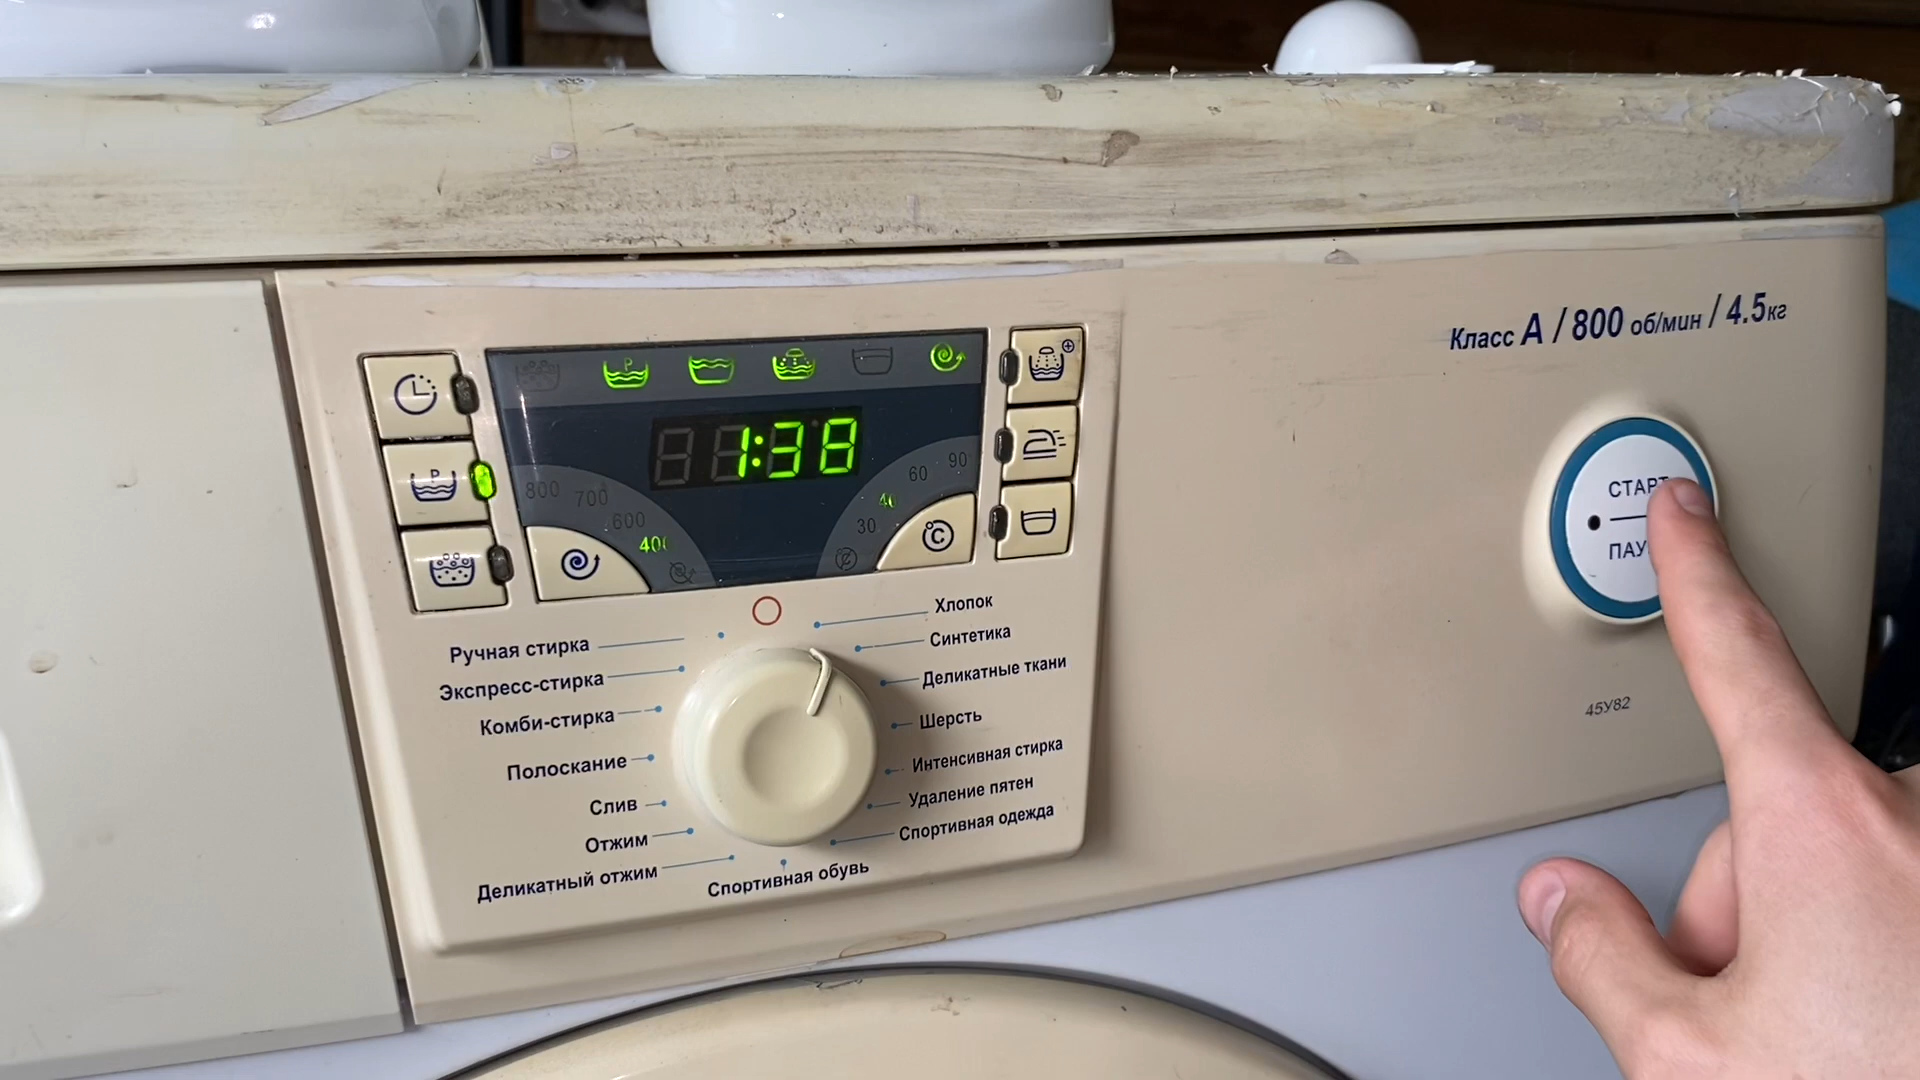 Класс А / 800 об/мин / 4.5кг
P
1:38
P
800
700
600
400
90
60
40
30
°C
СТАРТ
ПАУ
45У82
Хлопок
Синтетика
Деликатные ткани
Шерсть
Интенсивная стирка
Удаление пятен
Спортивная одежда
Спортивная обувь
Ручная стирка
Экспресс-стирка
Комби-стирка
Полоскание
Слив
Отжим
Деликатный отжим